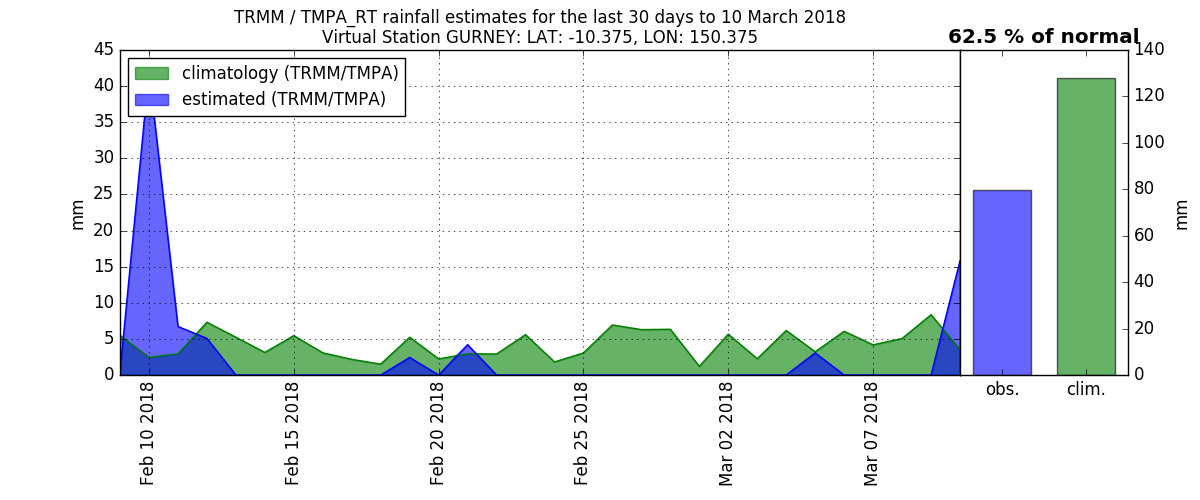 TRMM / TMPA_RT rainfall estimates for the last 30 days to 10 March 2018
Virtual Station GURNEY: LAT: -10.375, LON: 150.375
62.5 % of normal
climatology (TRMM/TMPA)
estimated (TRMM/TMPA)
mm
45
40
35
30
25
20
15
10
5
0
Feb 10 2018
Feb 15 2018
Feb 20 2018
Feb 25 2018
Mar 02 2018
Mar 07 2018
obs.
clim.
140
120
100
80
60
40
20
0
mm